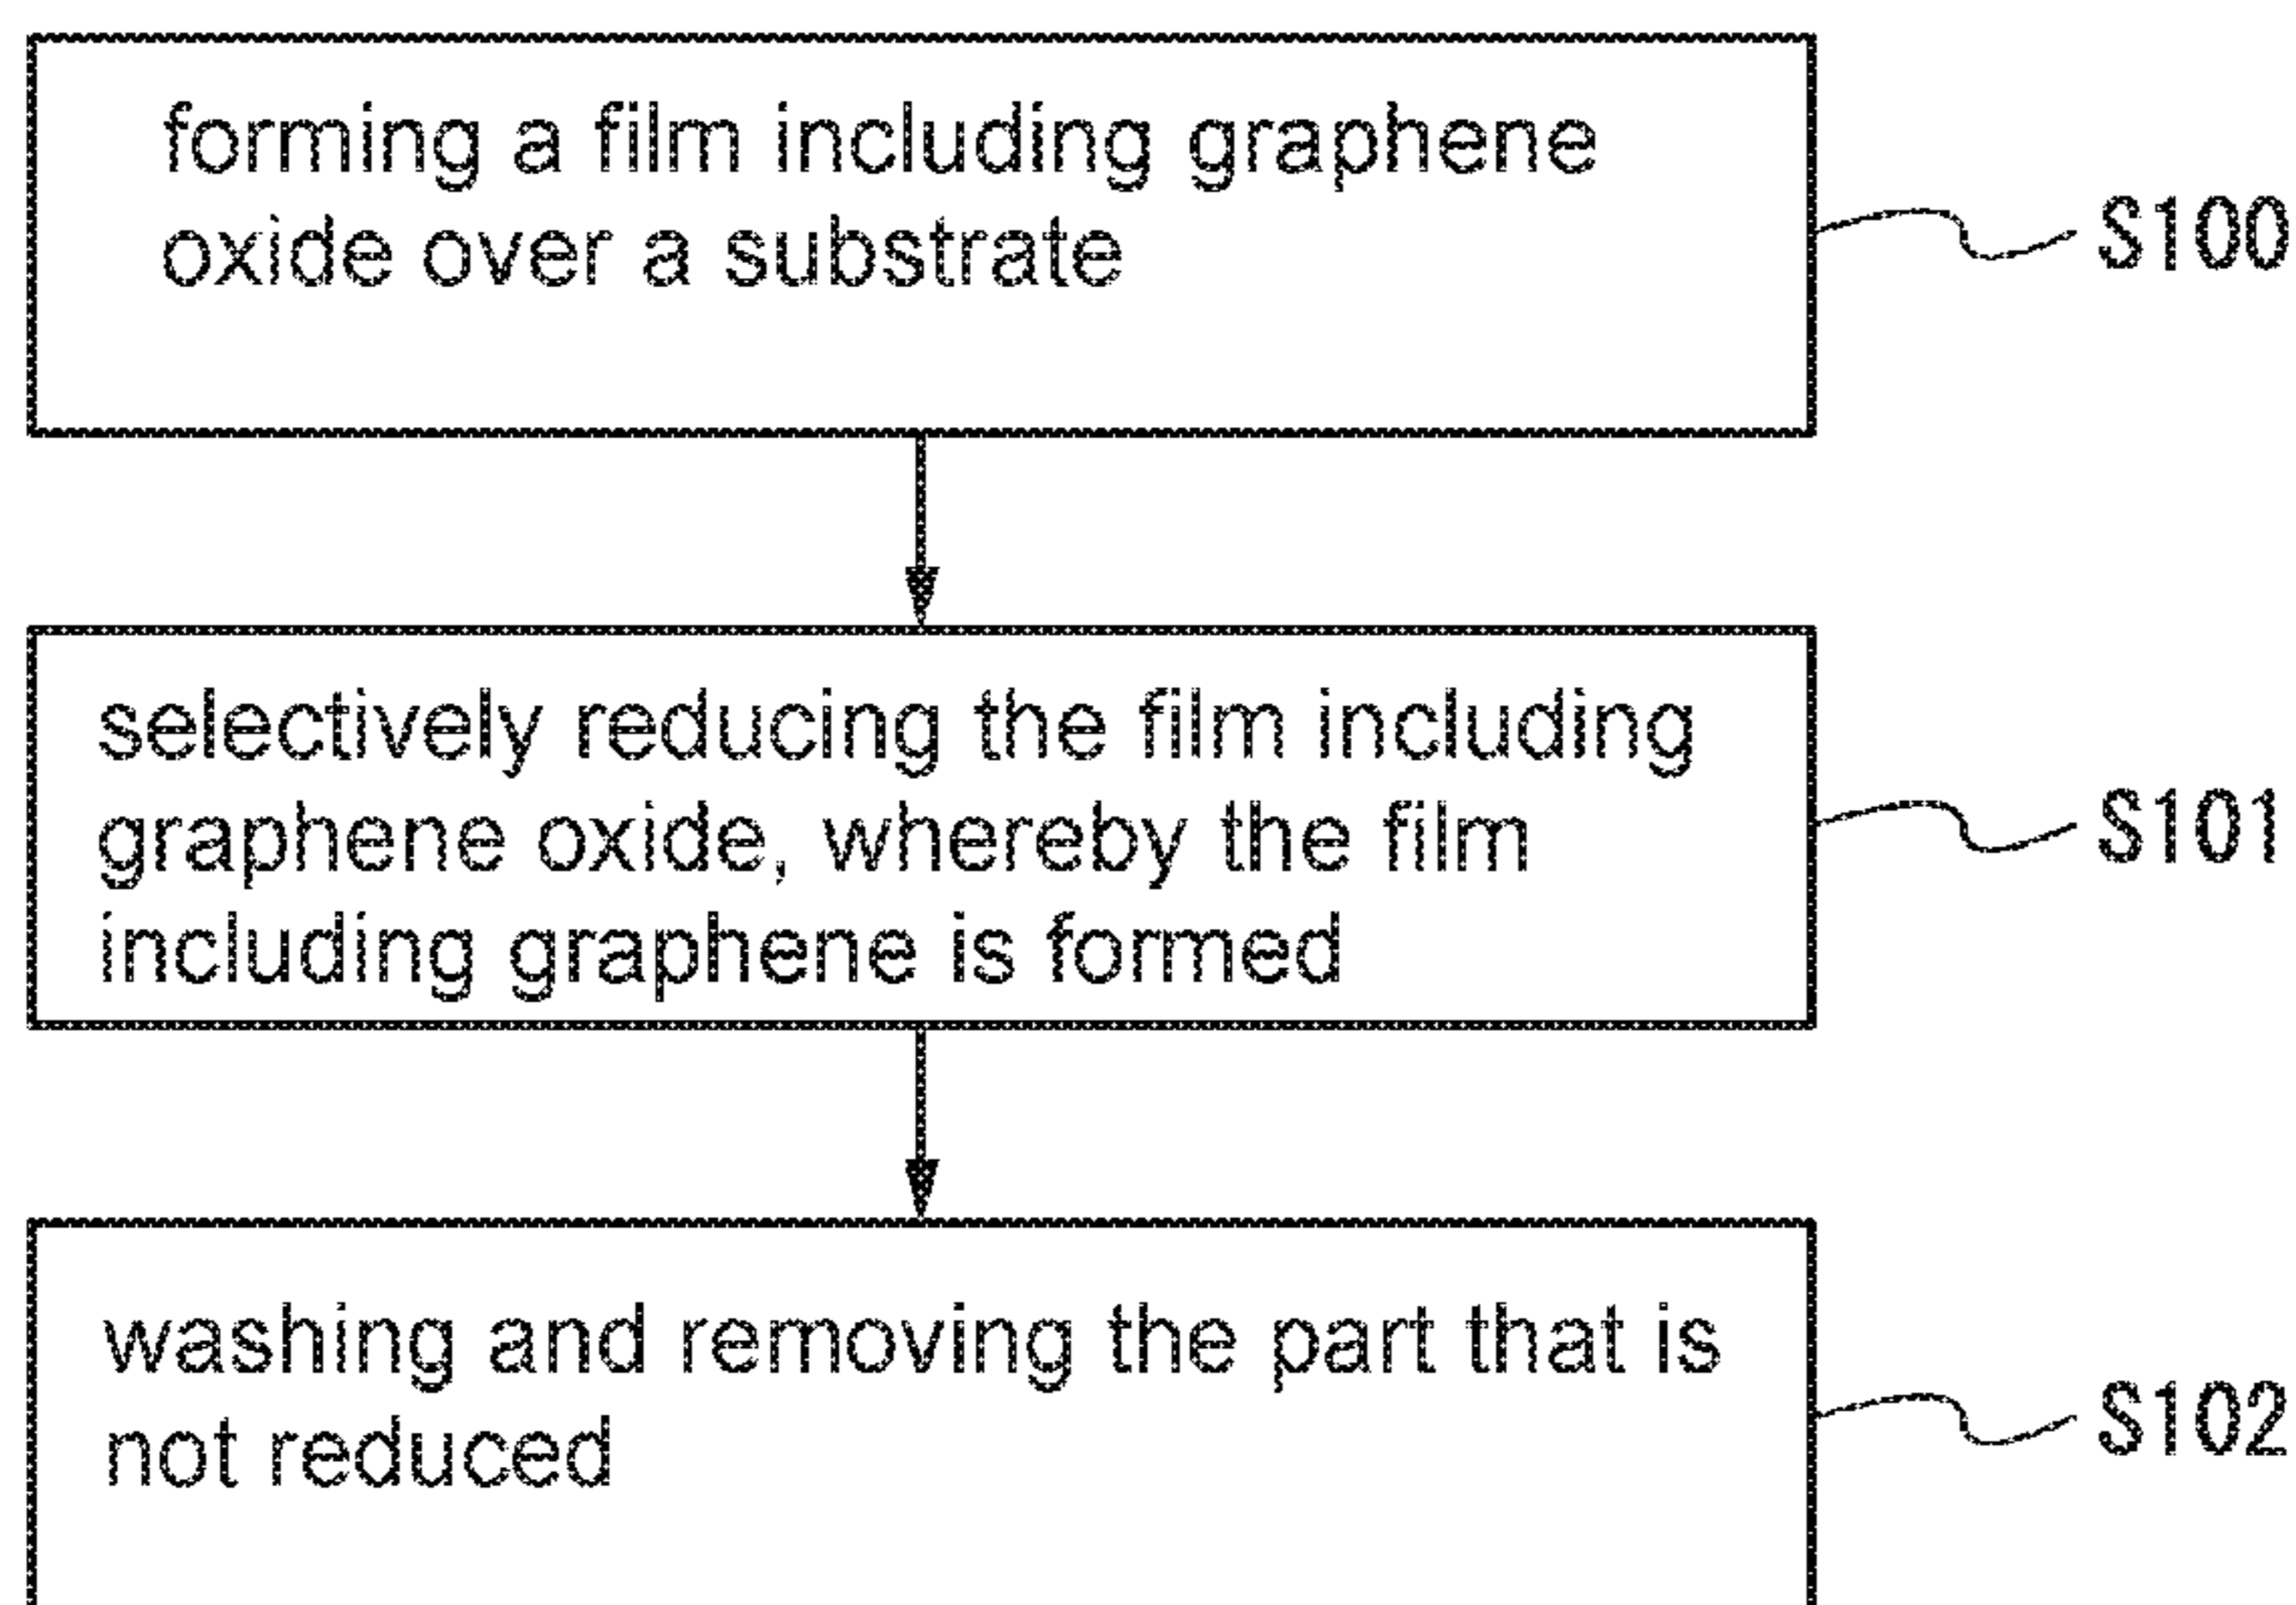 forming a film including graphene
oxide over a substrate
S100
selectively reducing the film including
graphene oxide, whereby the film
including graphene is formed
S101
washing and removing the part that is
not reduced
S102